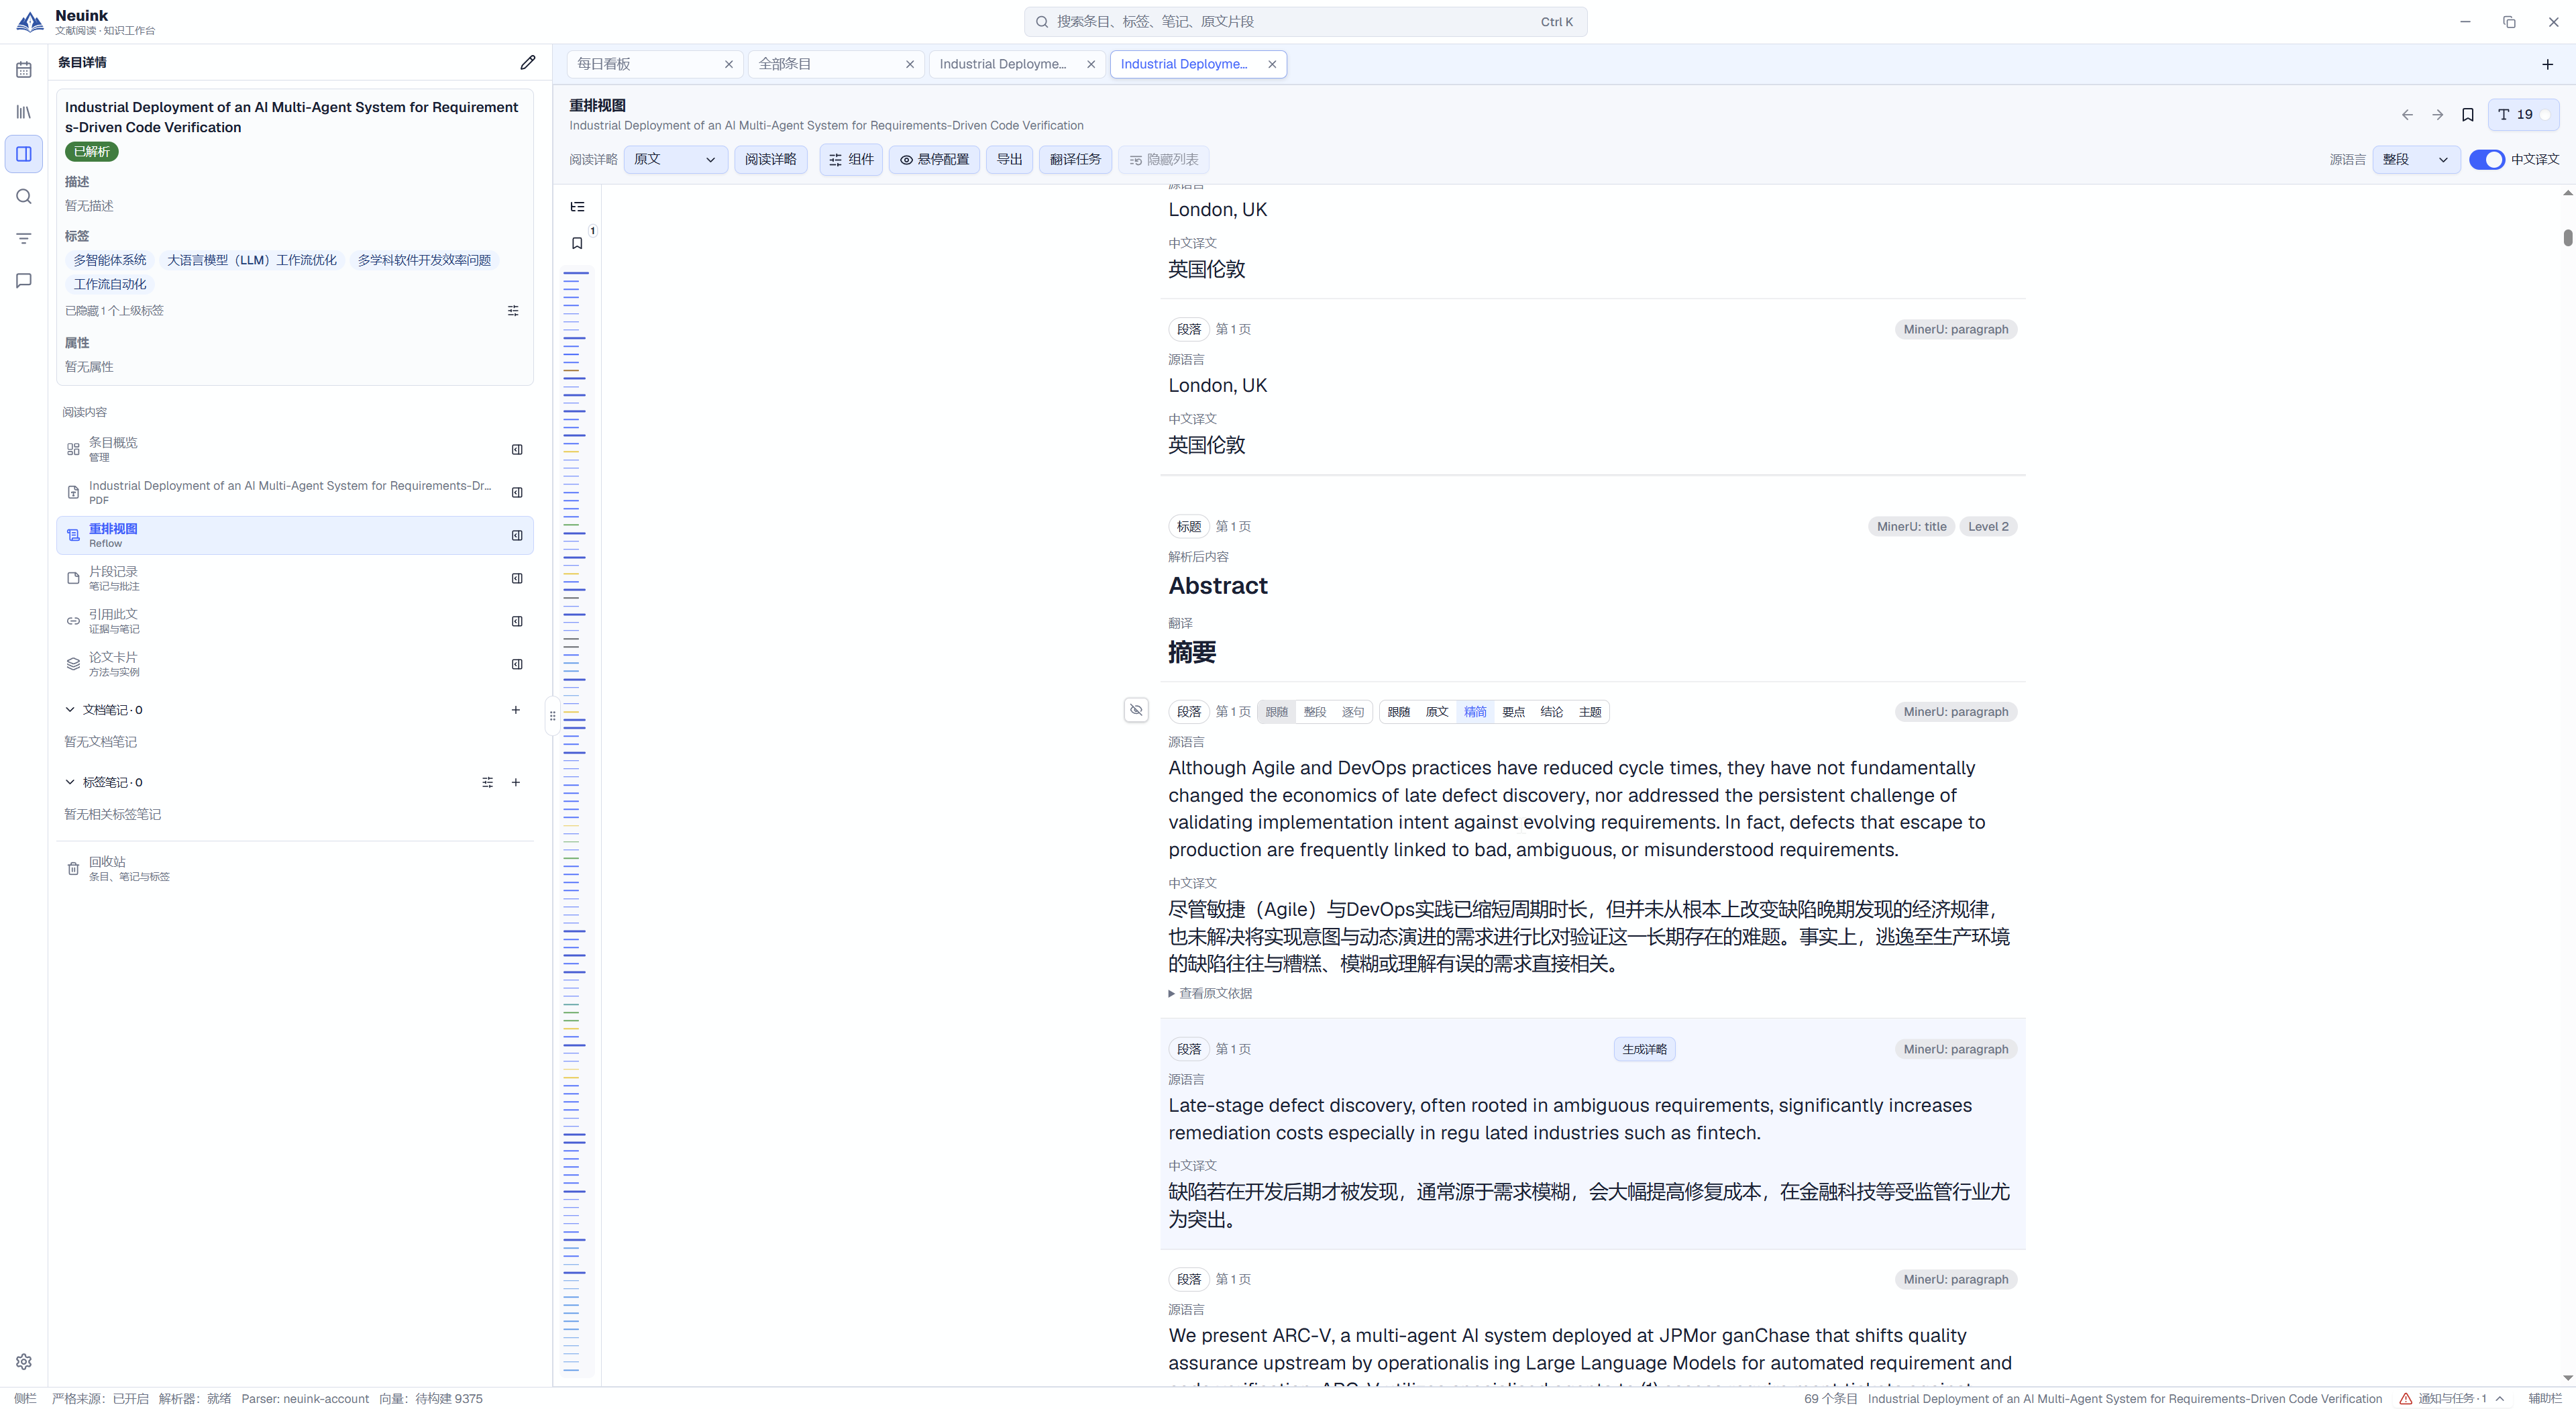 Neuink
文献阅读 · 知识工作台
搜索条目、标签、笔记、原文片段
Ctrl K
条目详情
每日看板
全部条目
Industrial Deployme...
Industrial Deployme...
Industrial Deployment of an AI Multi-Agent System for Requirement
s-Driven Code Verification
已解析
描述
暂无描述
标签
多智能体系统
大语言模型（LLM）工作流优化
多学科软件开发效率问题
工作流自动化
已隐藏 1 个上级标签
属性
暂无属性
阅读内容
条目概览
管理
Industrial Deployment of an AI Multi-Agent System for Requirements-Dr...
PDF
重排视图
Reflow
片段记录
笔记与批注
引用此文
证据与笔记
论文卡片
方法与实例
文档笔记 · 0
暂无文档笔记
标签笔记 · 0
暂无相关标签笔记
回收站
条目、笔记与标签
重排视图
Industrial Deployment of an AI Multi-Agent System for Requirements-Driven Code Verification
19
阅读详略
原文
阅读详略
组件
悬停配置
导出
翻译任务
隐藏列表
源语言
整段
中文译文
1
源语言
London, UK
中文译文
英国伦敦
段落
第 1 页
MinerU: paragraph
源语言
London, UK
中文译文
英国伦敦
标题
第 1 页
MinerU: title
Level 2
解析后内容
Abstract
翻译
摘要
段落
第 1 页
跟随 整段 逐句
跟随 原文 精简 要点 结论 主题
MinerU: paragraph
源语言
Although Agile and DevOps practices have reduced cycle times, they have not fundamentally
changed the economics of late defect discovery, nor addressed the persistent challenge of
validating implementation intent against evolving requirements. In fact, defects that escape to
production are frequently linked to bad, ambiguous, or misunderstood requirements.
中文译文
尽管敏捷（Agile）与DevOps实践已缩短周期时长，但并未从根本上改变缺陷晚期发现的经济规律，
也未解决将实现意图与动态演进的需求进行比对验证这一长期存在的难题。事实上，逃逸至生产环境
的缺陷往往与糟糕、模糊或理解有误的需求直接相关。
查看原文依据
段落
第 1 页
生成详略
MinerU: paragraph
源语言
Late-stage defect discovery, often rooted in ambiguous requirements, significantly increases
remediation costs especially in regu lated industries such as fintech.
中文译文
缺陷若在开发后期才被发现，通常源于需求模糊，会大幅提高修复成本，在金融科技等受监管行业尤
为突出。
段落
第 1 页
MinerU: paragraph
源语言
We present ARC-V, a multi-agent AI system deployed at JPMor ganChase that shifts quality
assurance upstream by operationalis ing Large Language Models for automated requirement and
侧栏
严格来源：已开启
解析器：就绪
Parser: neuink-account
向量：待构建 9375
69 个条目
Industrial Deployment of an AI Multi-Agent System for Requirements-Driven Code Verification
通知与任务 · 1
辅助栏